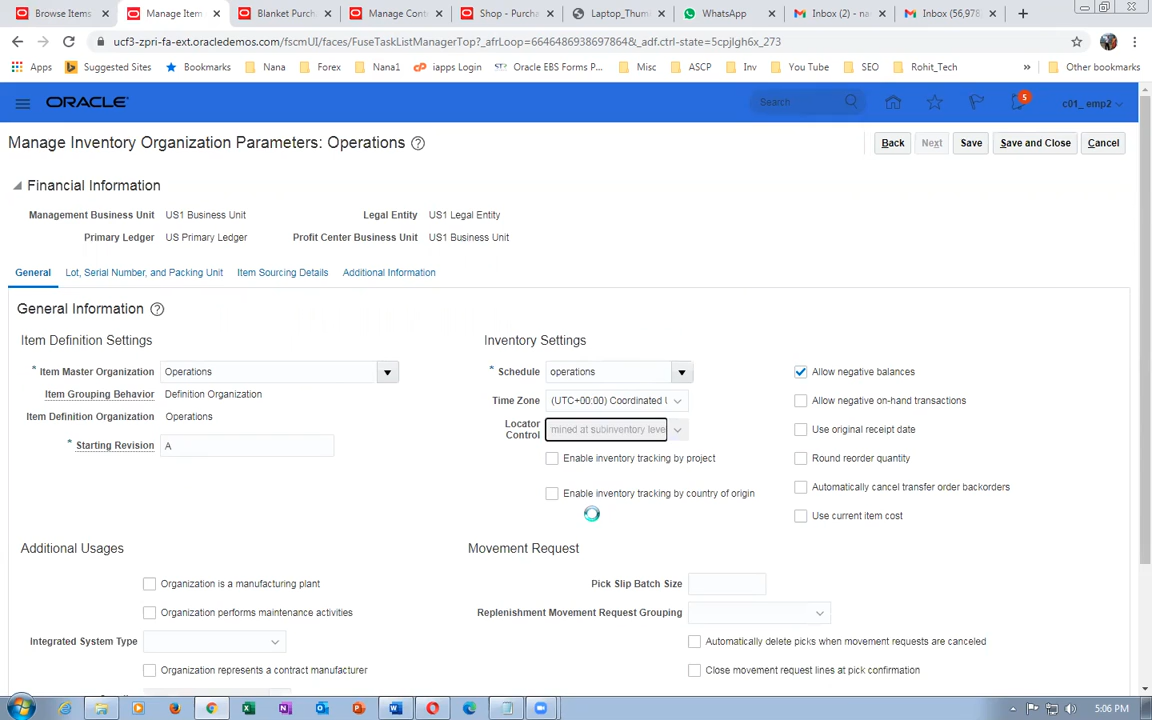 Browse Items
Manage Item
Blanket Purch
Manage Cont
Shop - Purcha
Laptop_Thum
WhatsApp
Inbox (2) - na
Inbox (56,978
ucf3-zpri-fa-ext.oracledemos.com/fscmUI/faces/FuseTaskListManagerTop?_afrLoop=6646486938697864&_adf.ctrl-state=5cpjlgh6x_273
Apps
Suggested Sites
Bookmarks
Nana
Forex
Nana1
iapps Login
Oracle EBS Forms P...
Misc
ASCP
Inv
You Tube
SEO
Rohit_Tech
»
Other bookmarks
ORACLE
Search
5
c01_ emp2
Manage Inventory Organization Parameters: Operations
Back
Next
Save
Save and Close
Cancel
Financial Information
Management Business Unit US1 Business Unit
Legal Entity US1 Legal Entity
Primary Ledger US Primary Ledger
Profit Center Business Unit US1 Business Unit
General
Lot, Serial Number, and Packing Unit
Item Sourcing Details
Additional Information
General Information
Item Definition Settings
* Item Master Organization Operations
Item Grouping Behavior Definition Organization
Item Definition Organization Operations
* Starting Revision A
Inventory Settings
* Schedule operations
Time Zone (UTC+00:00) Coordinated
Locator
Control
mined at subinventory leve
Enable inventory tracking by project
Enable inventory tracking by country of origin
Allow negative balances
Allow negative on-hand transactions
Use original receipt date
Round reorder quantity
Automatically cancel transfer order backorders
Use current item cost
Additional Usages
Organization is a manufacturing plant
Organization performs maintenance activities
Integrated System Type
Organization represents a contract manufacturer
Movement Request
Pick Slip Batch Size
Replenishment Movement Request Grouping
Automatically delete picks when movement requests are canceled
Close movement request lines at pick confirmation
5:06 PM